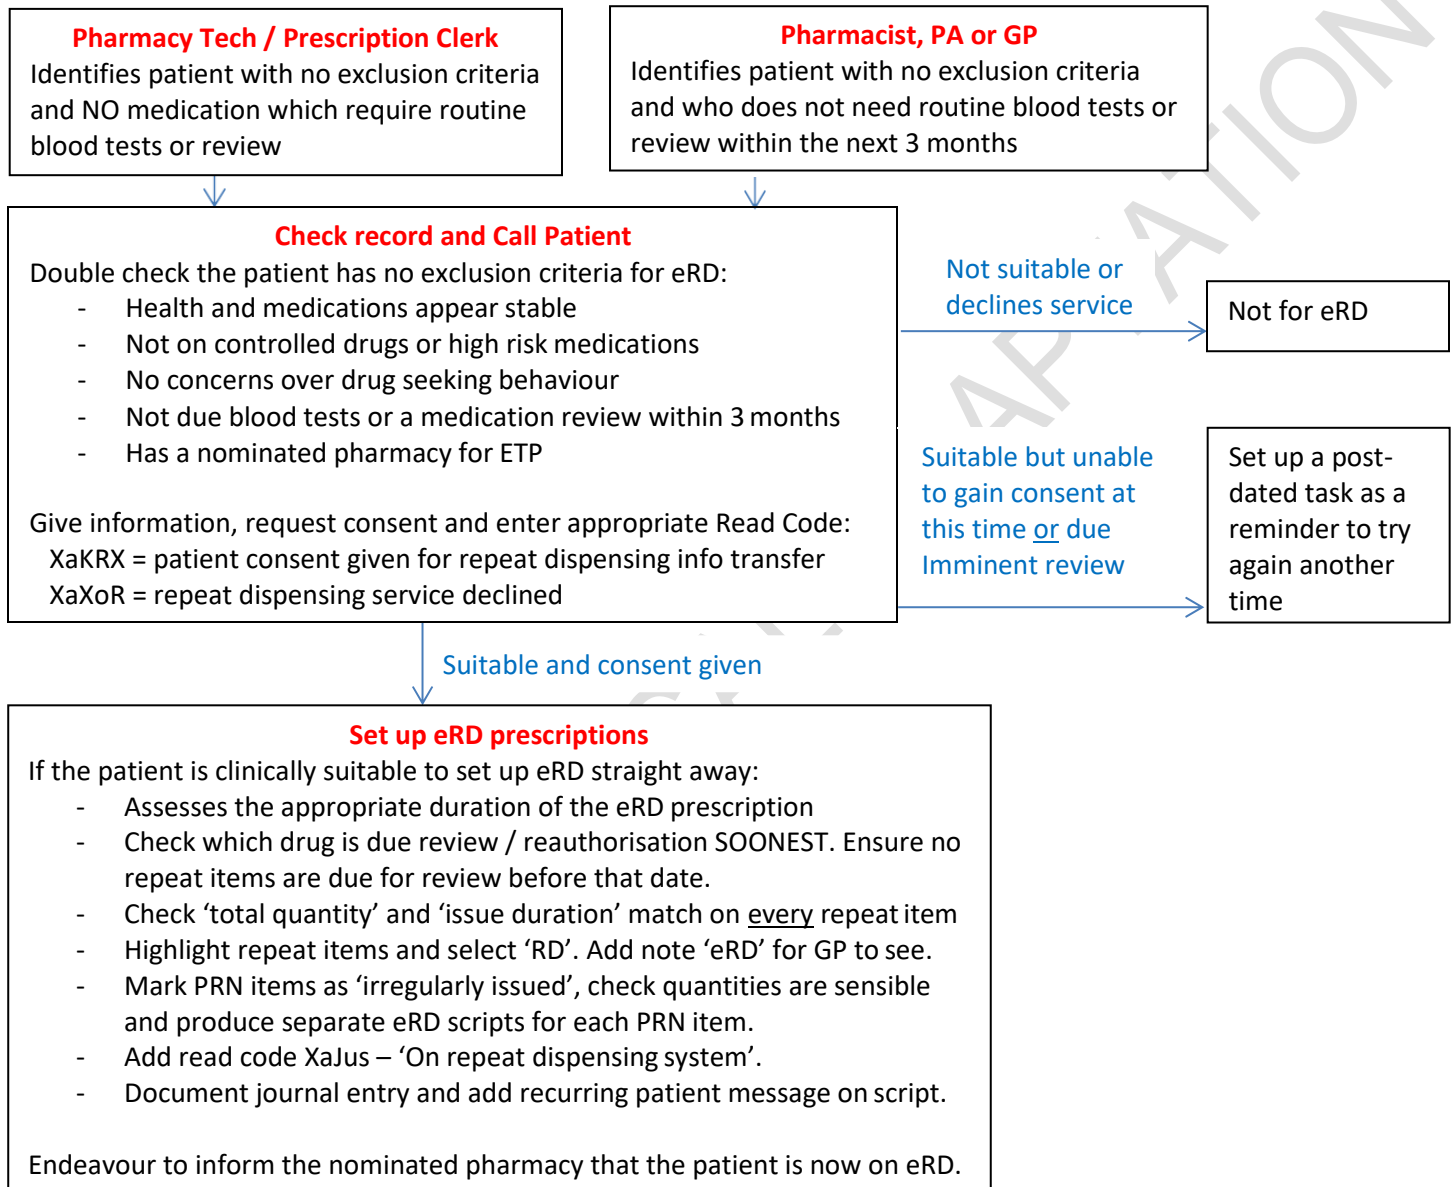 Pharmacy Tech / Prescription Clerk
Identifies patient with no exclusion criteria
and NO medication which require routine
blood tests or review
Pharmacist, PA or GP
Identifies patient with no exclusion criteria
and who does not need routine blood tests or
review within the next 3 months
Check record and Call Patient
Double check the patient has no exclusion criteria for eRD:
- Health and medications appear stable
- Not on controlled drugs or high risk medications
- No concerns over drug seeking behaviour
- Not due blood tests or a medication review within 3 months
- Has a nominated pharmacy for ETP
Give information, request consent and enter appropriate Read Code:
XaKRX = patient consent given for repeat dispensing info transfer
XaXoR = repeat dispensing service declined
Not suitable or
declines service
Not for eRD
Suitable but unable
to gain consent at
this time or due
Imminent review
Set up a post-
dated task as a
reminder to try
again another
time
Suitable and consent given
Set up eRD prescriptions
If the patient is clinically suitable to set up eRD straight away:
- Assesses the appropriate duration of the eRD prescription
- Check which drug is due review / reauthorisation SOONEST. Ensure no
repeat items are due for review before that date.
- Check ‘total quantity’ and ‘issue duration’ match on every repeat item
- Highlight repeat items and select ‘RD’. Add note ‘eRD’ for GP to see.
- Mark PRN items as ‘irregularly issued’, check quantities are sensible
and produce separate eRD scripts for each PRN item.
- Add read code XaJus – ‘On repeat dispensing system’.
- Document journal entry and add recurring patient message on script.
Endeavour to inform the nominated pharmacy that the patient is now on eRD.